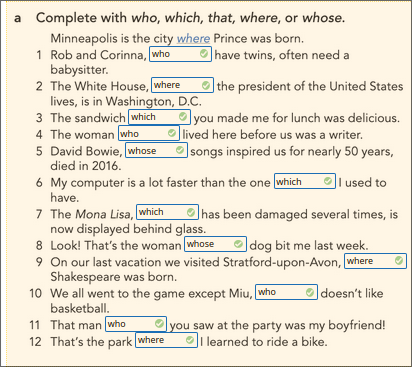 a Complete with who, which, that, where, or whose.
Minneapolis is the city where Prince was born.
1 Rob and Corinna, who have twins, often need a
babysitter.
2 The White House, where the president of the United States
lives, is in Washington, D.C.
3 The sandwich which you made me for lunch was delicious.
4 The woman who lived here before us was a writer.
5 David Bowie, whose songs inspired us for nearly 50 years,
died in 2016.
6 My computer is a lot faster than the one which I used to
have.
7 The Mona Lisa, which has been damaged several times, is
now displayed behind glass.
8 Look! That's the woman whose dog bit me last week.
9 On our last vacation we visited Stratford-upon-Avon, where
Shakespeare was born.
10 We all went to the game except Miu, who doesn't like
basketball.
11 That man who you saw at the party was my boyfriend!
12 That's the park where I learned to ride a bike.